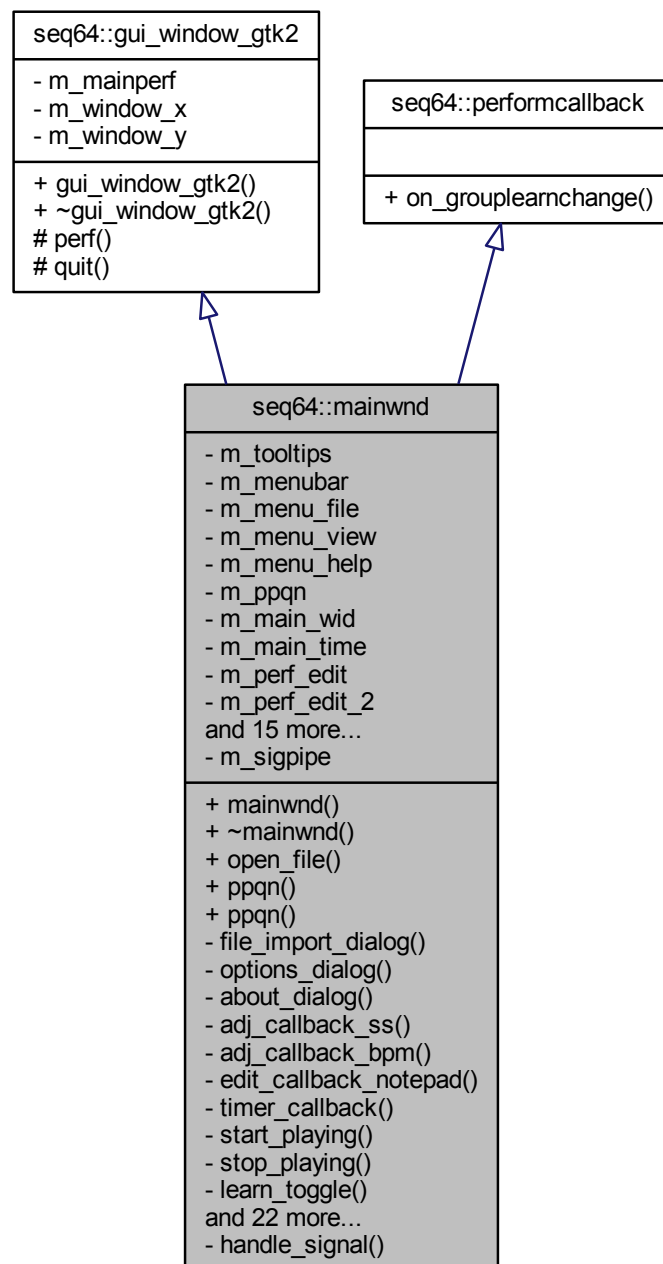 seq64::gui_window_gtk2
- m_mainperf
- m_window_x
- m_window_y
+ gui_window_gtk2()
+ ~gui_window_gtk2()
# perf()
# quit()
seq64::performcallback
+ on_grouplearnchange()
seq64::mainwnd
- m_tooltips
- m_menubar
- m_menu_file
- m_menu_view
- m_menu_help
- m_ppqn
- m_main_wid
- m_main_time
- m_perf_edit
- m_perf_edit_2
and 15 more...
- m_sigpipe
+ mainwnd()
+ ~mainwnd()
+ open_file()
+ ppqn()
+ ppqn()
- file_import_dialog()
- options_dialog()
- about_dialog()
- adj_callback_ss()
- adj_callback_bpm()
- edit_callback_notepad()
- timer_callback()
- start_playing()
- stop_playing()
- learn_toggle()
and 22 more...
- handle_signal()